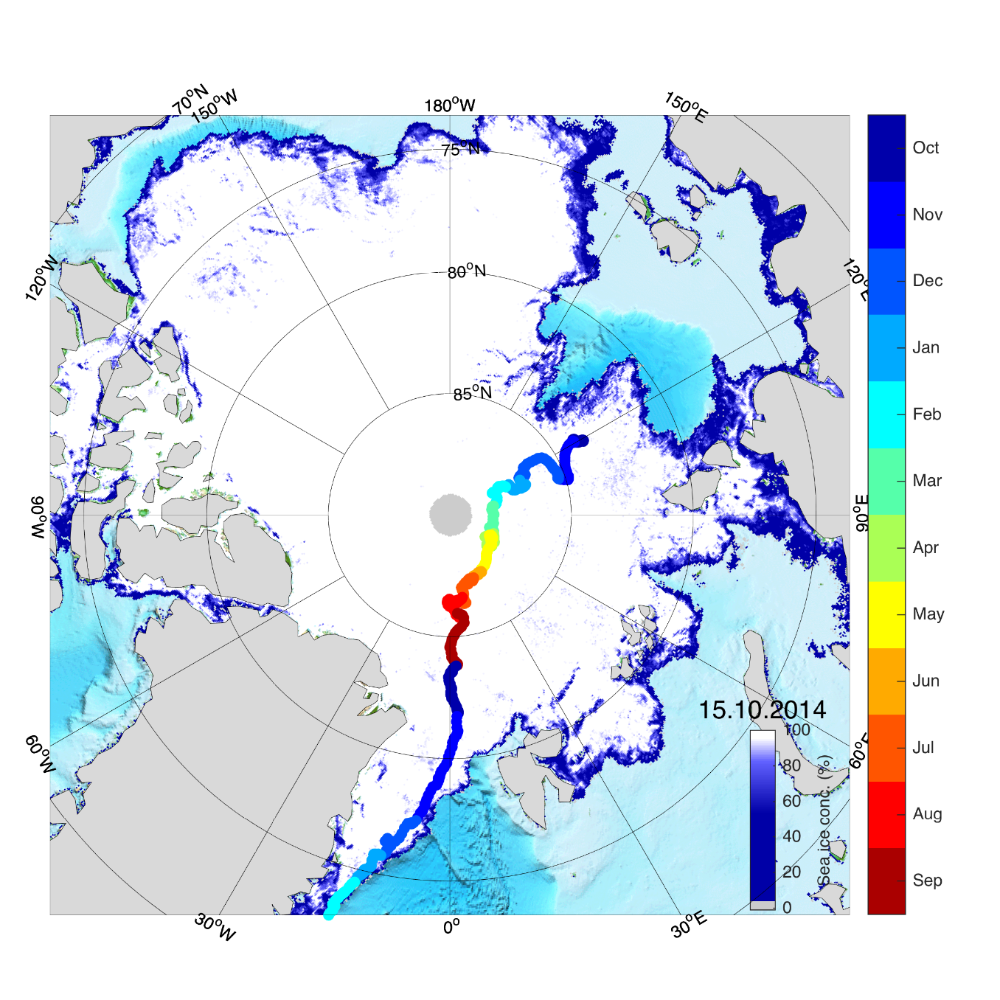 70°N
150°W
180°W
150°E
75°N
Oct
Nov
120°W
80°N
120°E
Dec
Jan
85°N
Feb
Mar
90°W
90°E
Apr
May
Jun
15.10.2014
100
80
60
40
20
0
Sea ice conc. (%)
60°W
60°E
Jul
Aug
Sep
30°W
0°
30°E